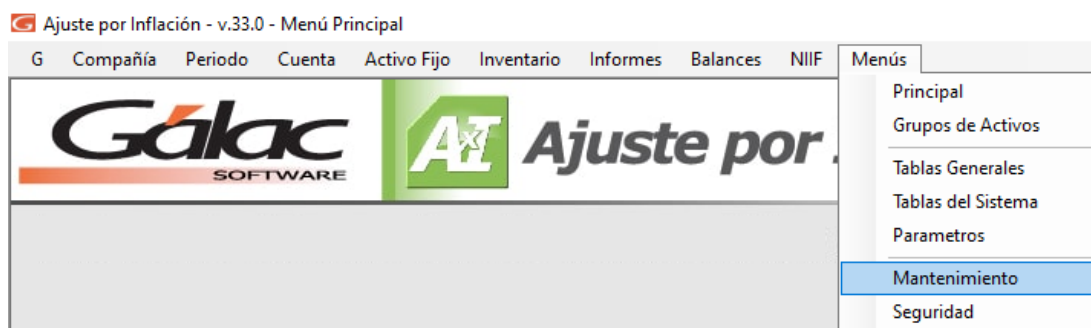 G Ajuste por Inflación - v.33.0 - Menú Principal
G Compañía Periodo Cuenta Activo Fijo Inventario Informes Balances NIIF Menús
Gálac
SOFTWARE
AxI
Ajuste por
Principal
Grupos de Activos
Tablas Generales
Tablas del Sistema
Parametros
Mantenimiento
Seguridad